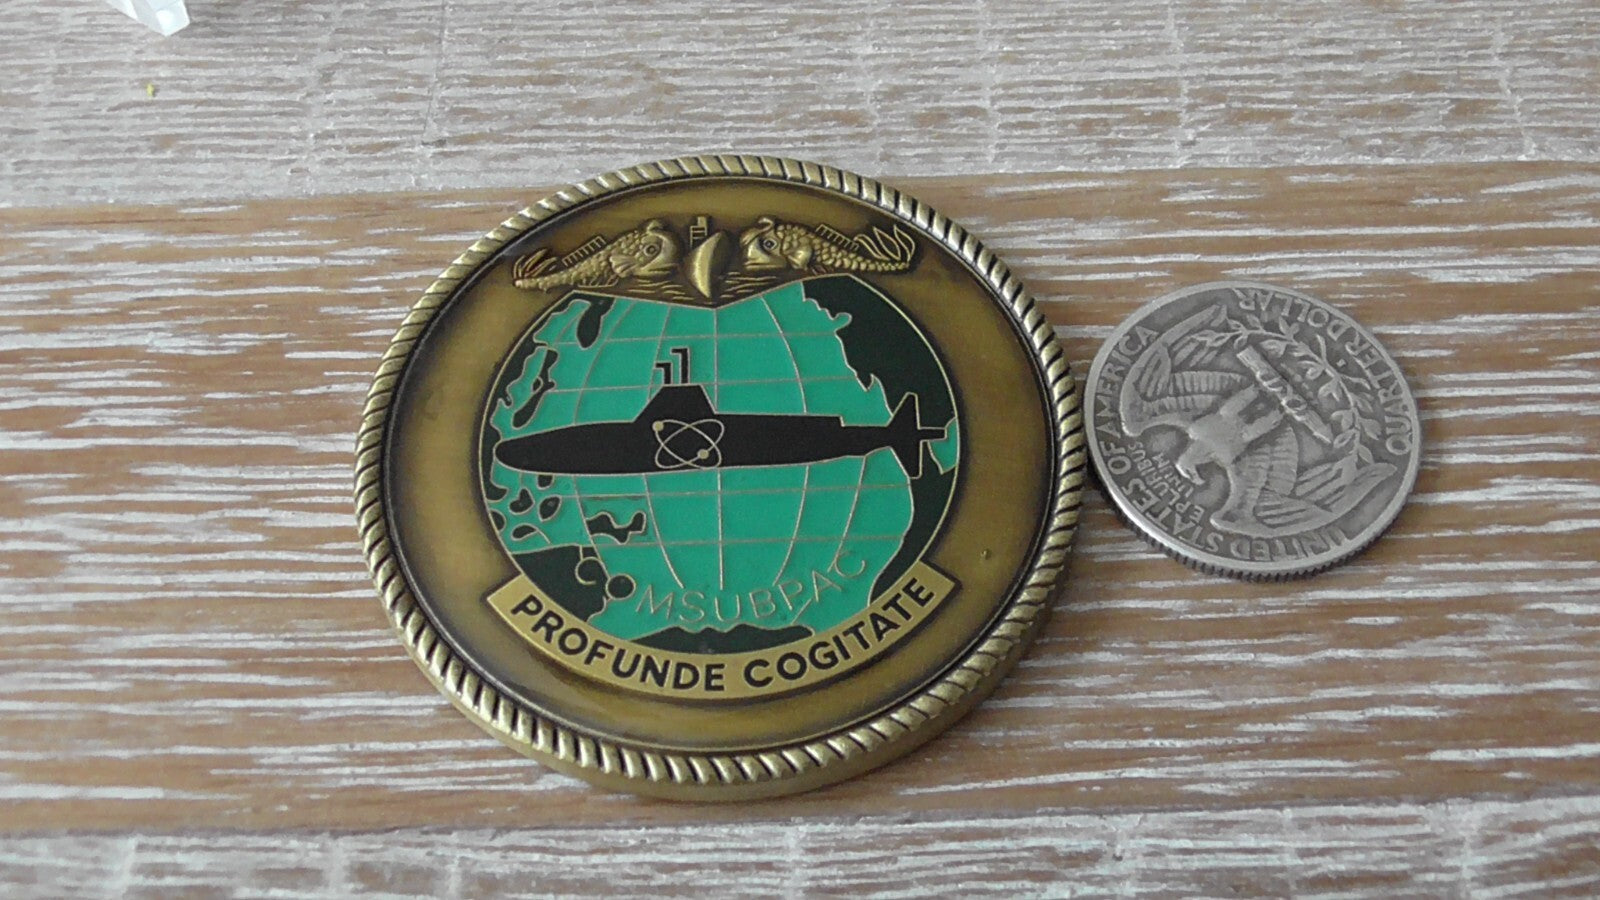 MSUBPAC
PROFUNDE COGITATE
UNITED STATES OF AMERICA
E PLURIBUS
UNUM
QUARTER DOLLAR